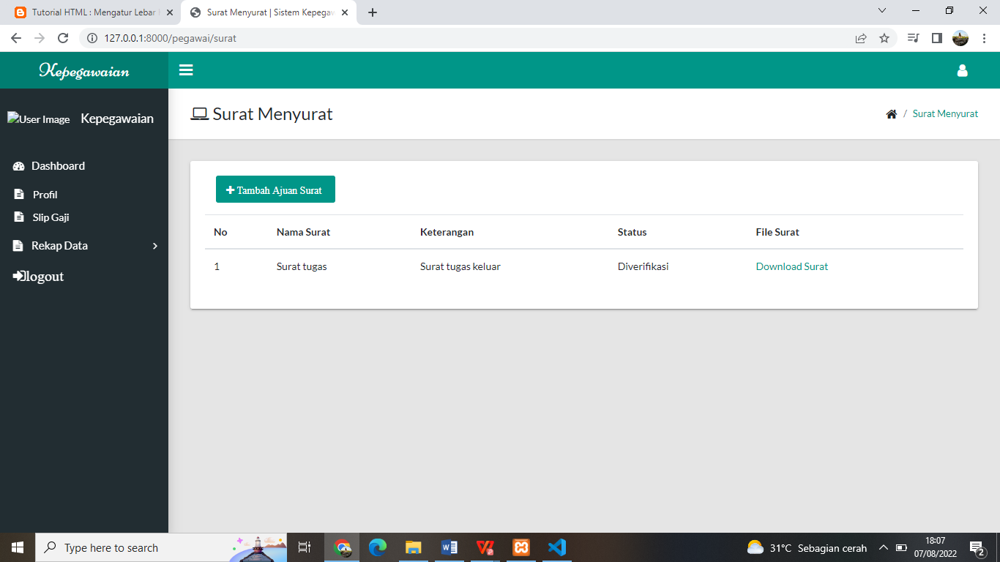 Tutorial HTML : Mengatur Lebar
Surat Menyurat | Sistem Kepegaw
127.0.0.1:8000/pegawai/surat
Kepegawaian
User Image
Kepegawaian
Dashboard
Profil
Slip Gaji
Rekap Data
logout
Surat Menyurat
/ Surat Menyurat
Tambah Ajuan Surat
No Nama Surat Keterangan Status File Surat
1 Surat tugas Surat tugas keluar Diverifikasi Download Surat
Type here to search
31°C Sebagian cerah
18:07
07/08/2022
2